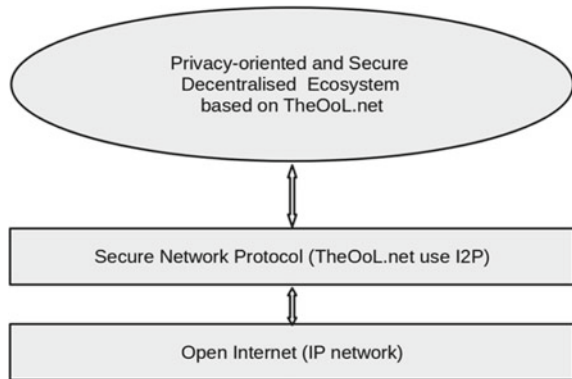 Privacy-oriented and Secure
Decentralised Ecosystem
based on TheOoL.net
Secure Network Protocol (TheOoL.net use I2P)
Open Internet (IP network)